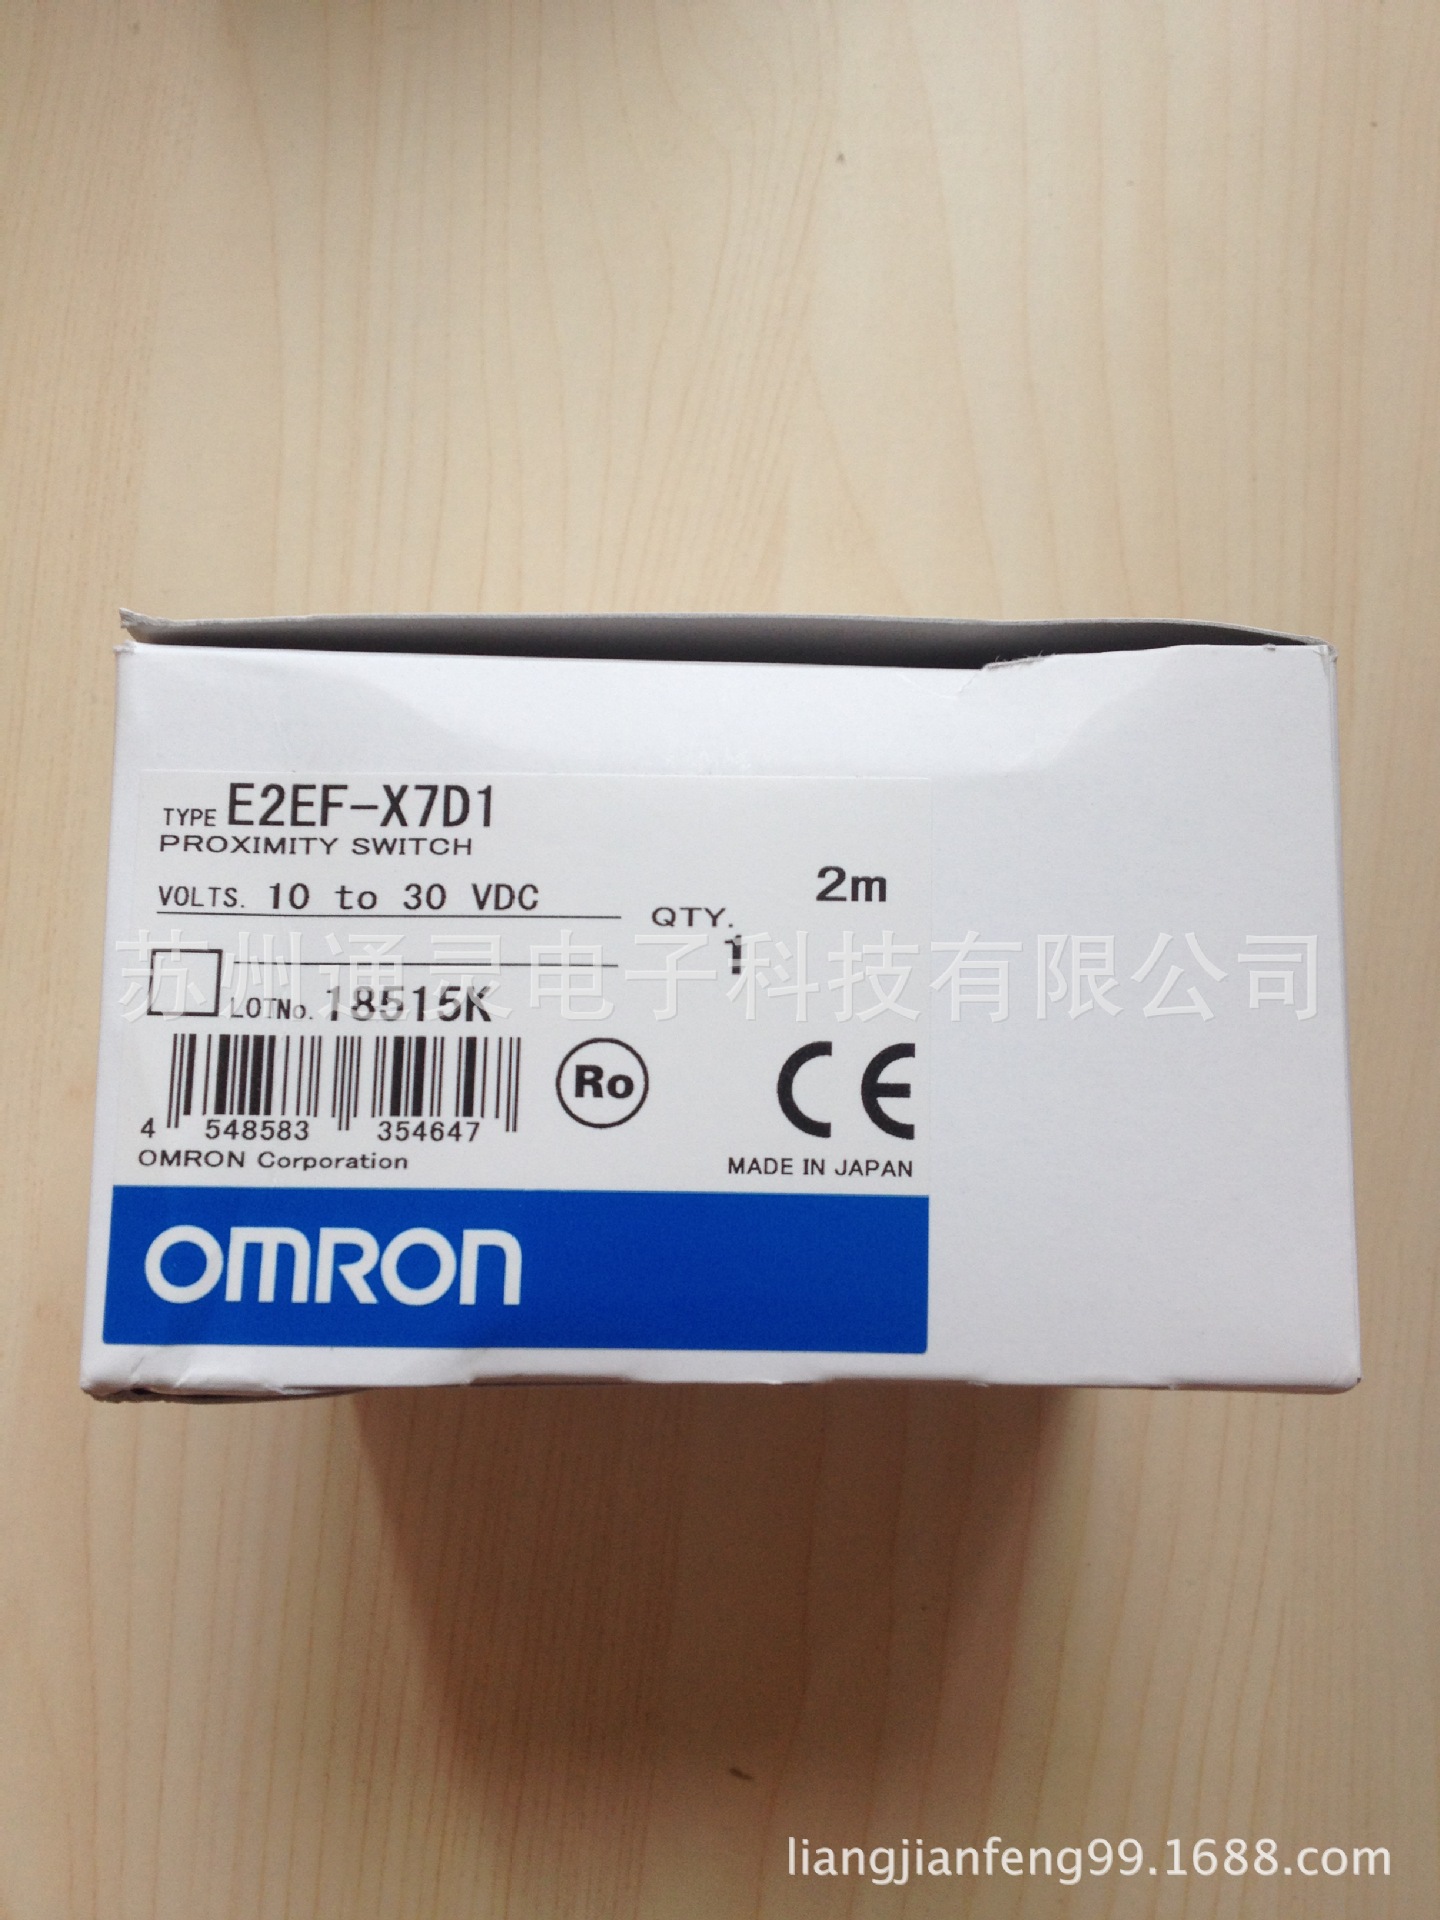 TYPE E2EF-X7D1
PROXIMITY SWITCH
VOLTS. 10 to 30 VDC
2m
QTY.
1
苏州通灵电子科技有限公司
LOTNo. 18515K
Ro
CE
4 548583 354647
OMRON Corporation
MADE IN JAPAN
OMRON
liangjianfeng99.1688.com